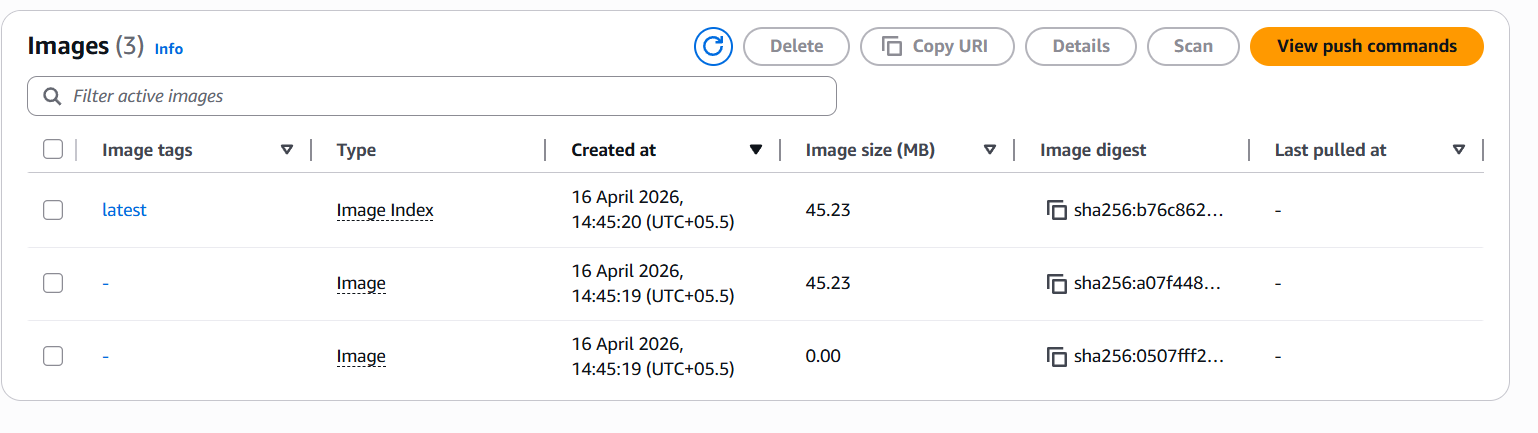 Images (3) Info Delete Copy URI Details Scan View push commands
Filter active images
Image tags Type Created at Image size (MB) Image digest Last pulled at
latest Image Index 16 April 2026, 14:45:20 (UTC+05.5) 45.23 sha256:b76c862... -
- Image 16 April 2026, 14:45:19 (UTC+05.5) 45.23 sha256:a07f448... -
- Image 16 April 2026, 14:45:19 (UTC+05.5) 0.00 sha256:0507fff2... -